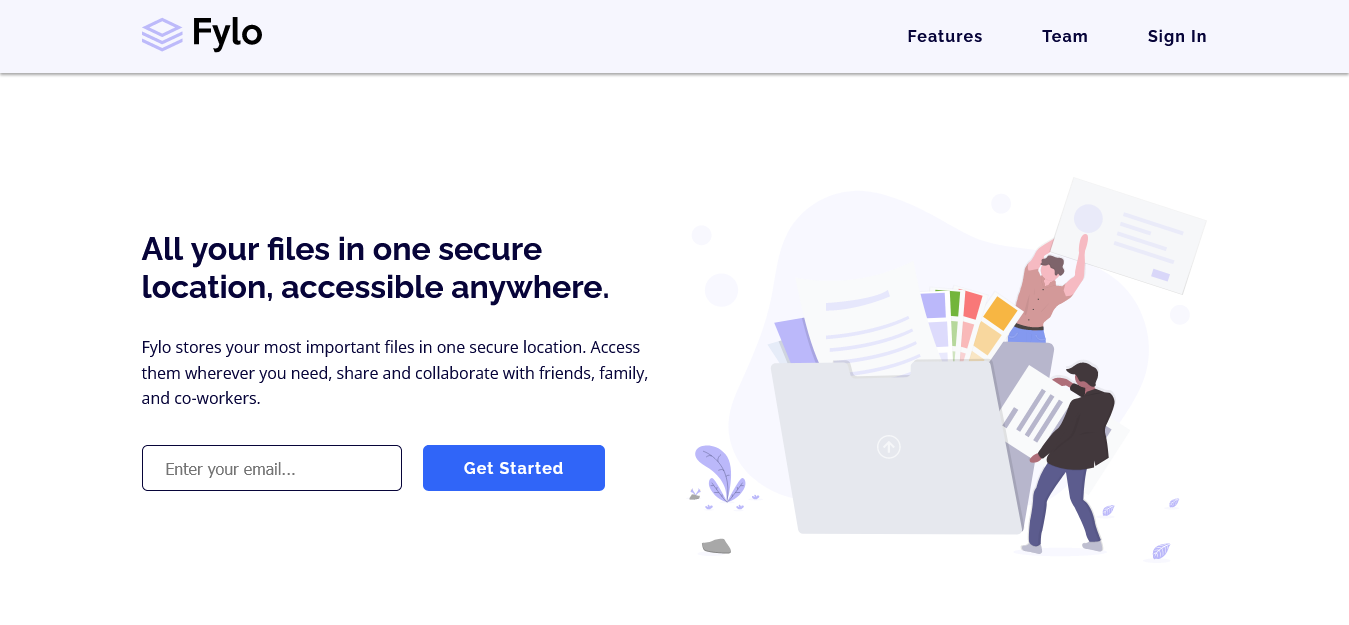 Fylo
Features
Team
Sign In
All your files in one secure
location, accessible anywhere.
Fylo stores your most important files in one secure location. Access
them wherever you need, share and collaborate with friends, family,
and co-workers.
Enter your email...
Get Started